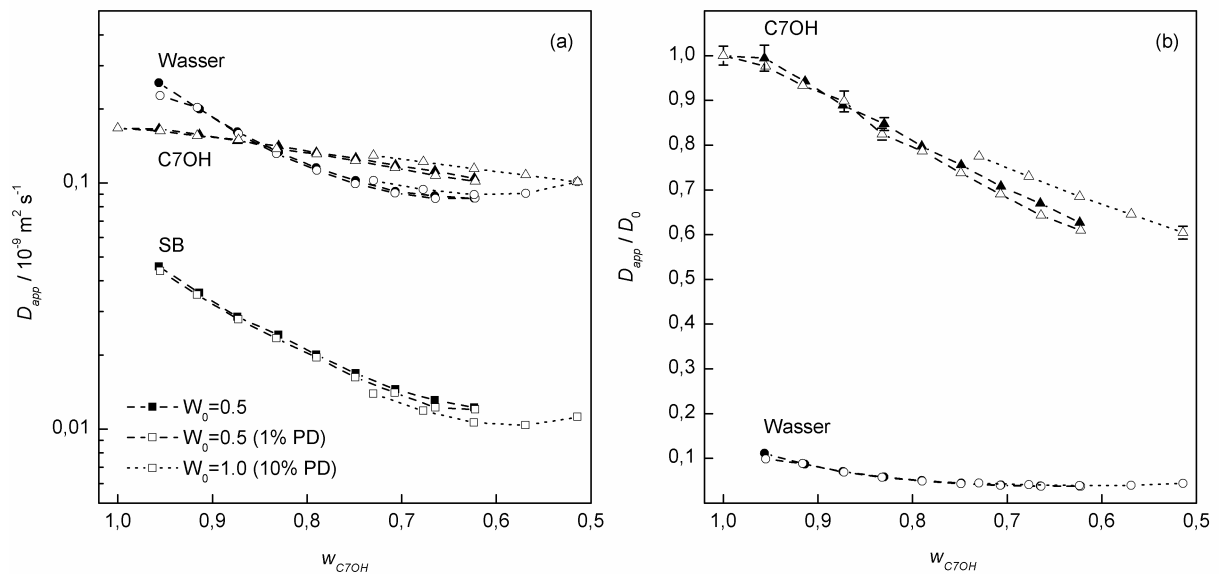 (a)
Wasser
C7OH
0,1
SB
0,01
W0=0.5
W0=0.5 (1% PD)
W0=1.0 (10% PD)
1,0 0,9 0,8 0,7 0,6 0,5
wC7OH
Dapp / 10-9 m2 s-1
(b)
C7OH
1,0
0,9
0,8
0,7
0,6
0,5
0,4
0,3
0,2
0,1
Wasser
1,0 0,9 0,8 0,7 0,6 0,5
wC7OH
Dapp / D0